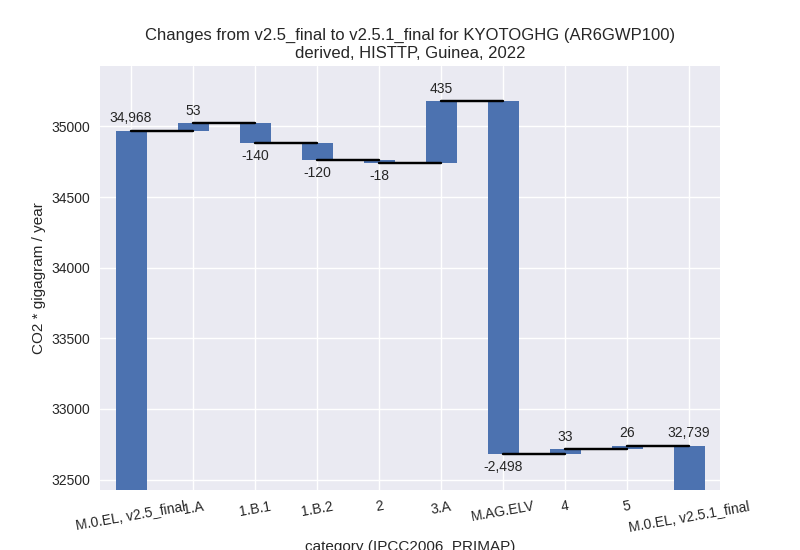 Changes from v2.5_final to v2.5.1_final for KYOTOGHG (AR6GWP100)
derived, HISTTP, Guinea, 2022
CO2 * gigagram / year
35000
34500
34000
33500
33000
32500
34,968
53
-140
-120
-18
435
-2,498
33
26
32,739
M.0.EL, v2.5_final
1.A
1.B.1
1.B.2
2
3.A
M.AG.ELV
4
5
M.0.EL, v2.5.1_final
category (IPCC2006_PRIMAP)